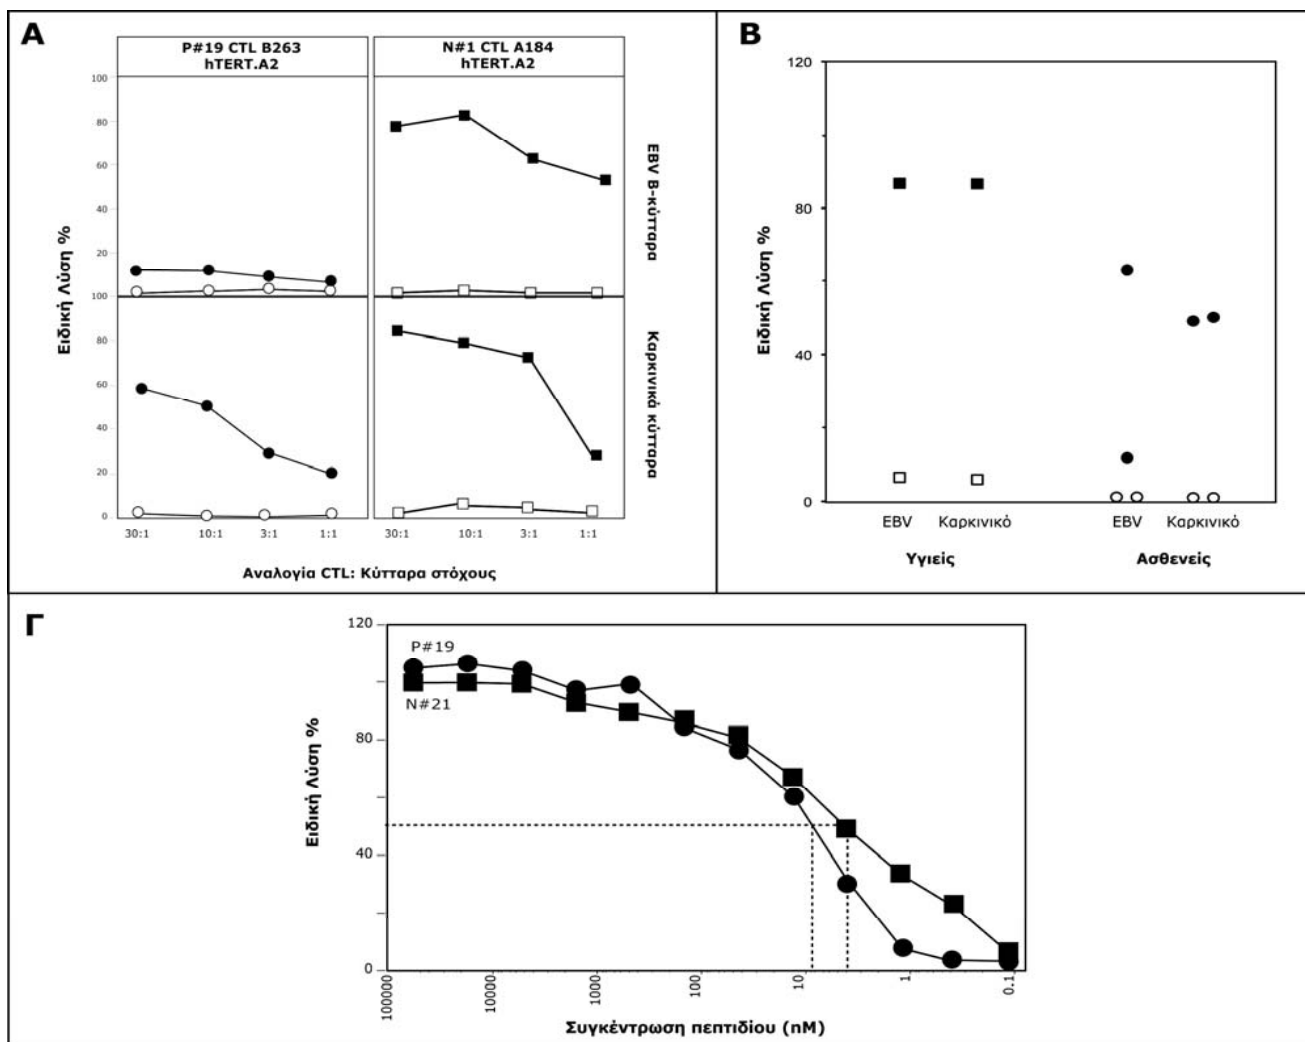 A
P#19 CTL B263
hTERT.A2
N#1 CTL A184
hTERT.A2
100
80
60
40
20
100
80
60
40
20
0
Ειδική Λύση %
EBV Β-κύτταρα
Καρκινικά κύτταρα
30:1 10:1 3:1 1:1
30:1 10:1 3:1 1:1
Αναλογία CTL: Κύτταρα στόχους
B
120
80
40
0
Ειδική Λύση %
EBV Καρκινικό EBV Καρκινικό
Υγιείς Ασθενείς
Γ
120
80
40
0
Ειδική Λύση %
P#19
N#21
100000 10000 1000 100 10 1 0.1
Συγκέντρωση πεπτιδίου (nM)